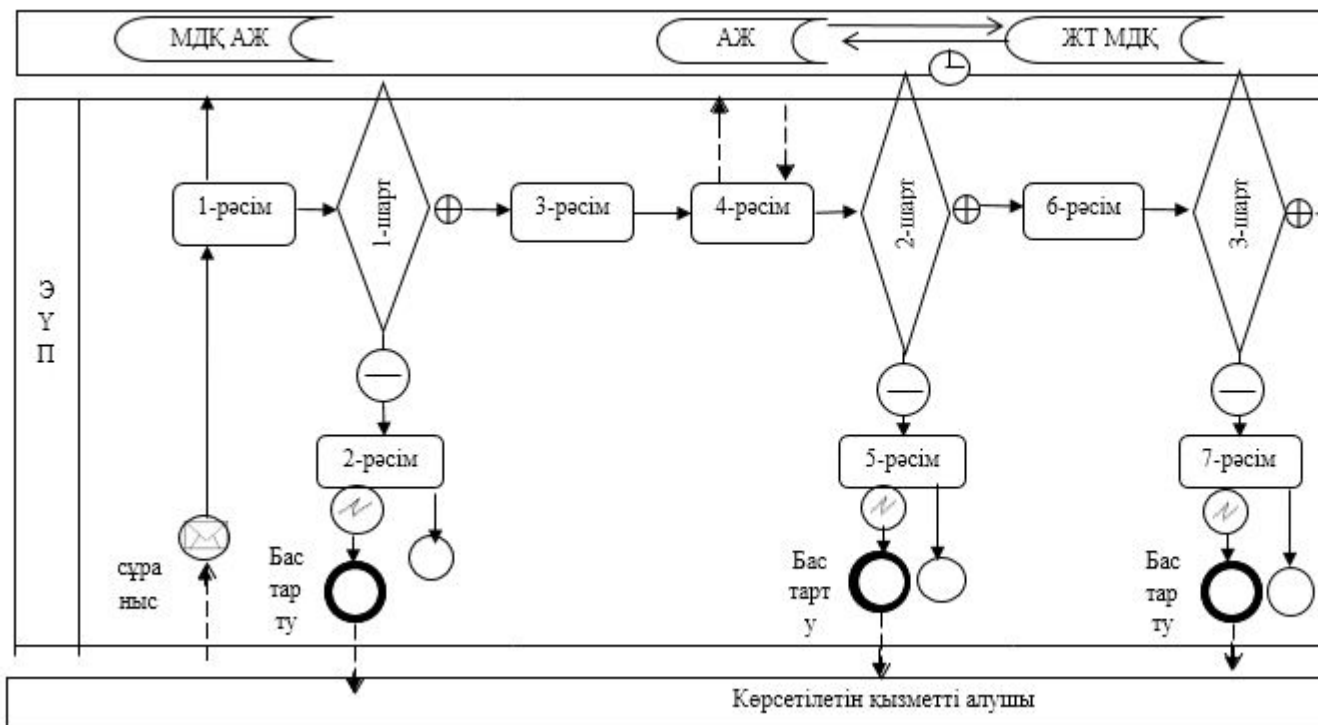 МДҚ АЖ
АЖ
ЖТ МДҚ
1-рәсім
1-шарт
3-рәсім
4-рәсім
2-шарт
6-рәсім
3-шарт
Э
Ү
П
2-рәсім
5-рәсім
7-рәсім
сұра
ныс
Бас
тар
ту
Бас
тарт
у
Бас
тар
ту
Көрсетілетін қызметті алушы